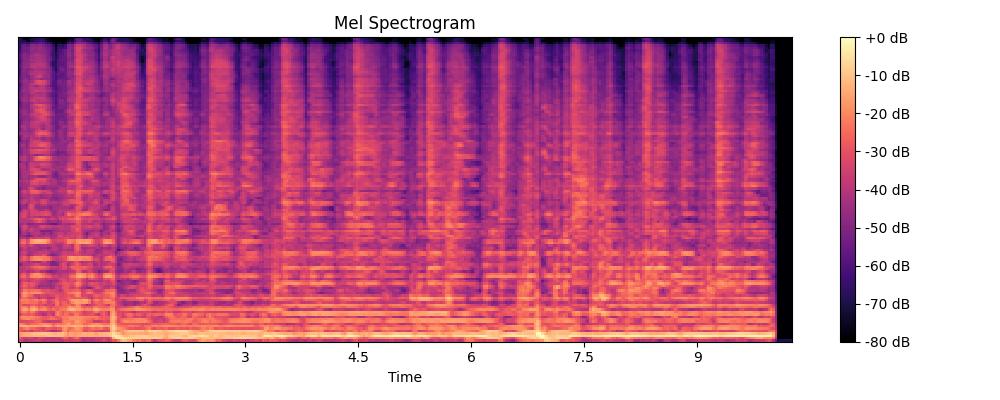 Mel Spectrogram
+0 dB
-10 dB
-20 dB
-30 dB
-40 dB
-50 dB
-60 dB
-70 dB
-80 dB
0
1.5
3
4.5
6
7.5
9
Time